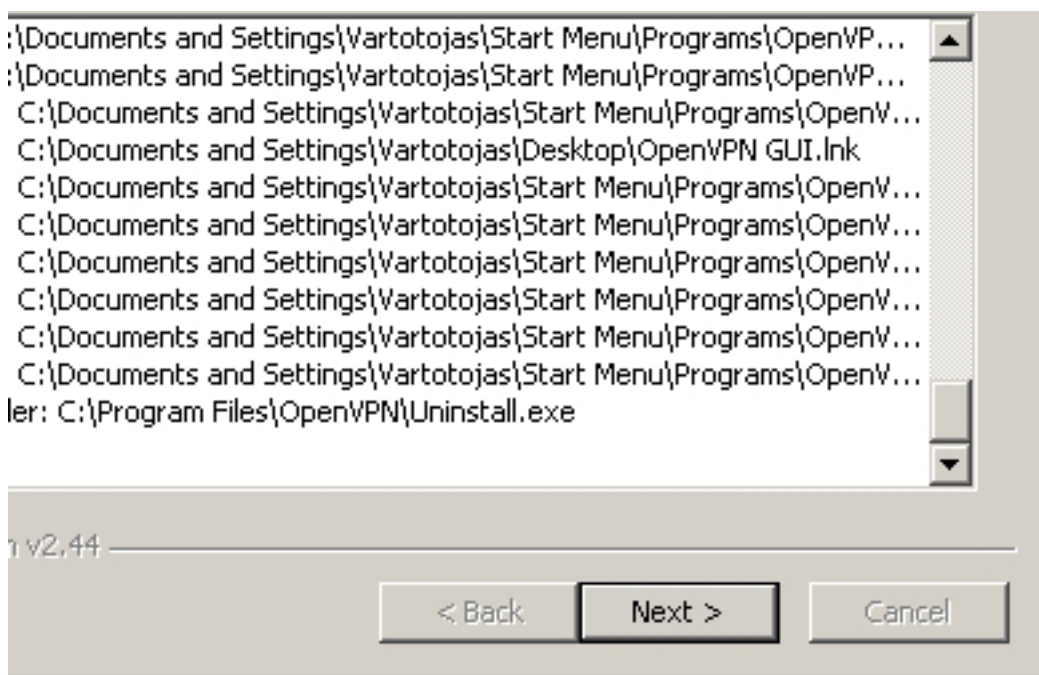 :\Documents and Settings\Vartotojas\Start Menu\Programs\OpenVP...
:\Documents and Settings\Vartotojas\Start Menu\Programs\OpenVP...
C:\Documents and Settings\Vartotojas\Start Menu\Programs\OpenV...
C:\Documents and Settings\Vartotojas\Desktop\OpenVPN GUI.lnk
C:\Documents and Settings\Vartotojas\Start Menu\Programs\OpenV...
C:\Documents and Settings\Vartotojas\Start Menu\Programs\OpenV...
C:\Documents and Settings\Vartotojas\Start Menu\Programs\OpenV...
C:\Documents and Settings\Vartotojas\Start Menu\Programs\OpenV...
C:\Documents and Settings\Vartotojas\Start Menu\Programs\OpenV...
C:\Documents and Settings\Vartotojas\Start Menu\Programs\OpenV...
ler: C:\Program Files\OpenVPN\Uninstall.exe
n v2.44
< Back Next > Cancel